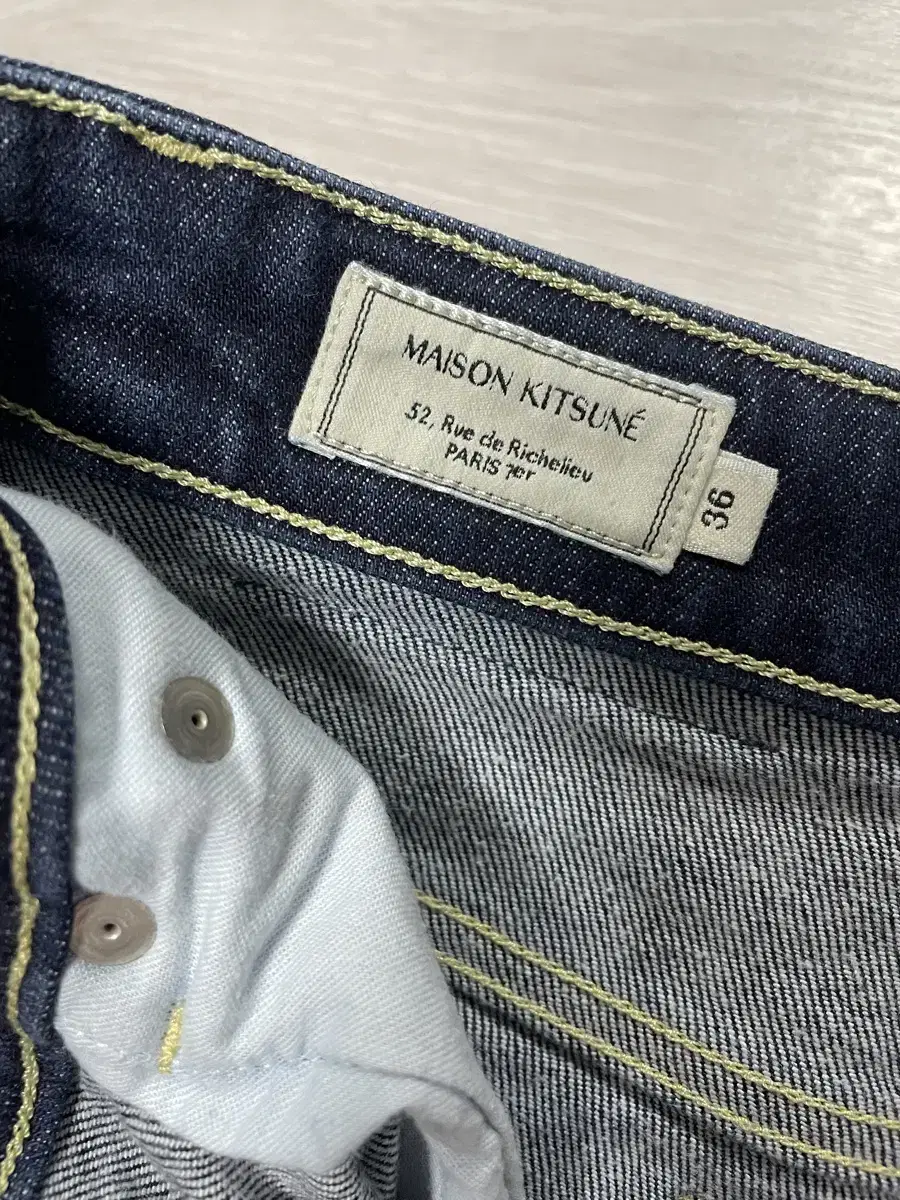 MAISON KITSUNÉ
52, Rue de Richelieu
PARIS 1er
36